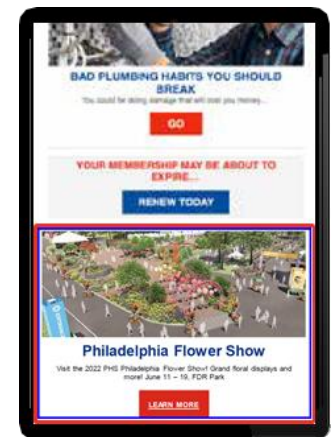 BAD PLUMBING HABITS YOU SHOULD
BREAK
You could be doing damage that will cost you money...
GO
YOUR MEMBERSHIP MAY BE ABOUT TO
EXPIRE...
RENEW TODAY
Philadelphia Flower Show
Visit the 2022 PHS Philadelphia Flower Show! Grand floral displays and
more! June 11 – 19, FDR Park
LEARN MORE